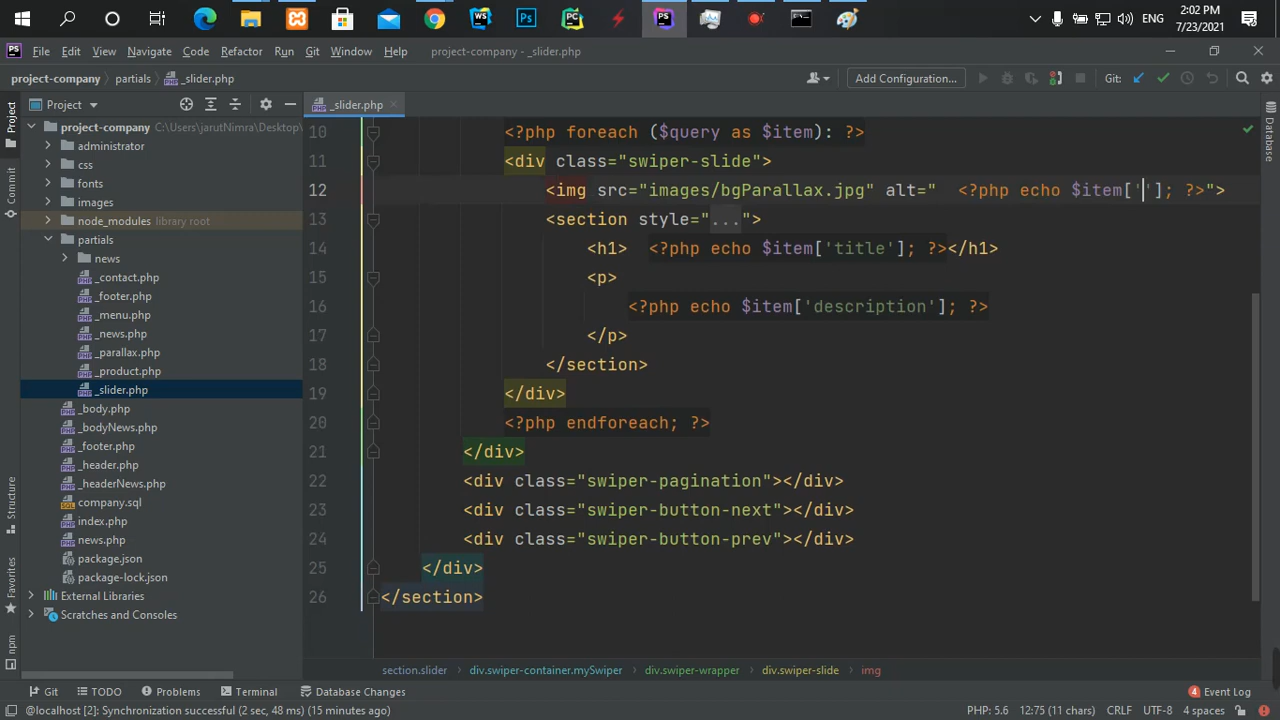 File Edit View Navigate Code Refactor Run Git Window Help project-company - _slider.php
ENG 2:02 PM 7/23/2021
project-company partials _slider.php Add Configuration... Git:
Project
project-company C:\Users\jarutNimra\Desktop\
administrator
css
fonts
images
node_modules library root
partials
news
_contact.php
_footer.php
_menu.php
_news.php
_parallax.php
_product.php
_slider.php
_body.php
_bodyNews.php
_footer.php
_header.php
_headerNews.php
company.sql
index.php
news.php
package.json
package-lock.json
External Libraries
Scratches and Consoles
_slider.php
10 <?php foreach ($query as $item): ?>
11 <div class="swiper-slide">
12 <img src="images/bgParallax.jpg" alt=" <?php echo $item['']; ?>">
13 <section style="...">
14 <h1> <?php echo $item['title']; ?></h1>
15 <p>
16 <?php echo $item['description']; ?>
17 </p>
18 </section>
19 </div>
20 <?php endforeach; ?>
21 </div>
22 <div class="swiper-pagination"></div>
23 <div class="swiper-button-next"></div>
24 <div class="swiper-button-prev"></div>
25 </div>
26 </section>
section.slider div.swiper-container.mySwiper div.swiper-wrapper div.swiper-slide img
Project
Commit
Structure
Favorites
npm
Database
Git TODO Problems Terminal Database Changes 4 Event Log
@localhost [2]: Synchronization successful (2 sec, 48 ms) (15 minutes ago) PHP: 5.6 12:75 (11 chars) CRLF UTF-8 4 spaces